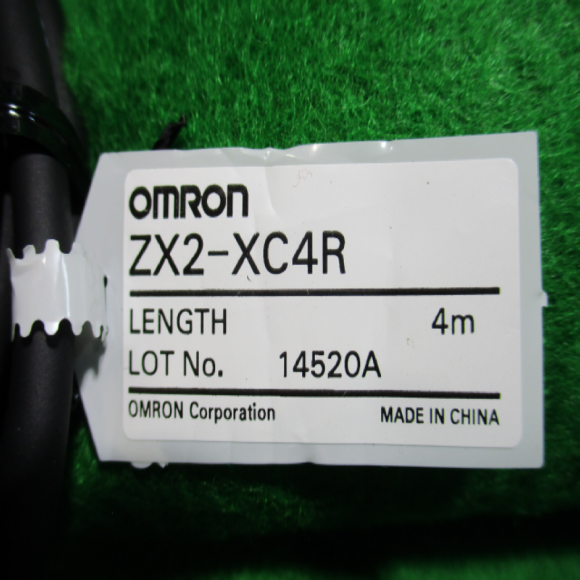 OMRON
ZX2-XC4R
LENGTH 4m
LOT No. 14520A
OMRON Corporation MADE IN CHINA